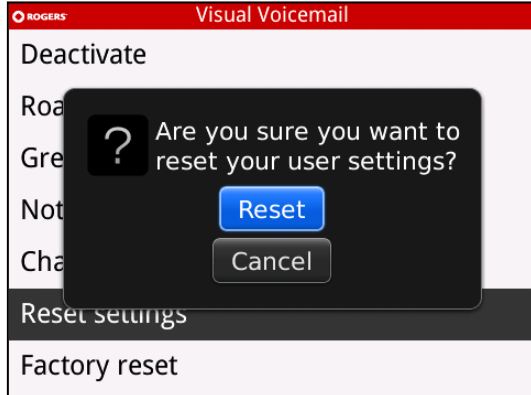 ROGERS Visual Voicemail
Deactivate
Roa
Are you sure you want to
Gre
reset your user settings?
Not
Reset
Cha
Cancel
Reset settings
Factory reset